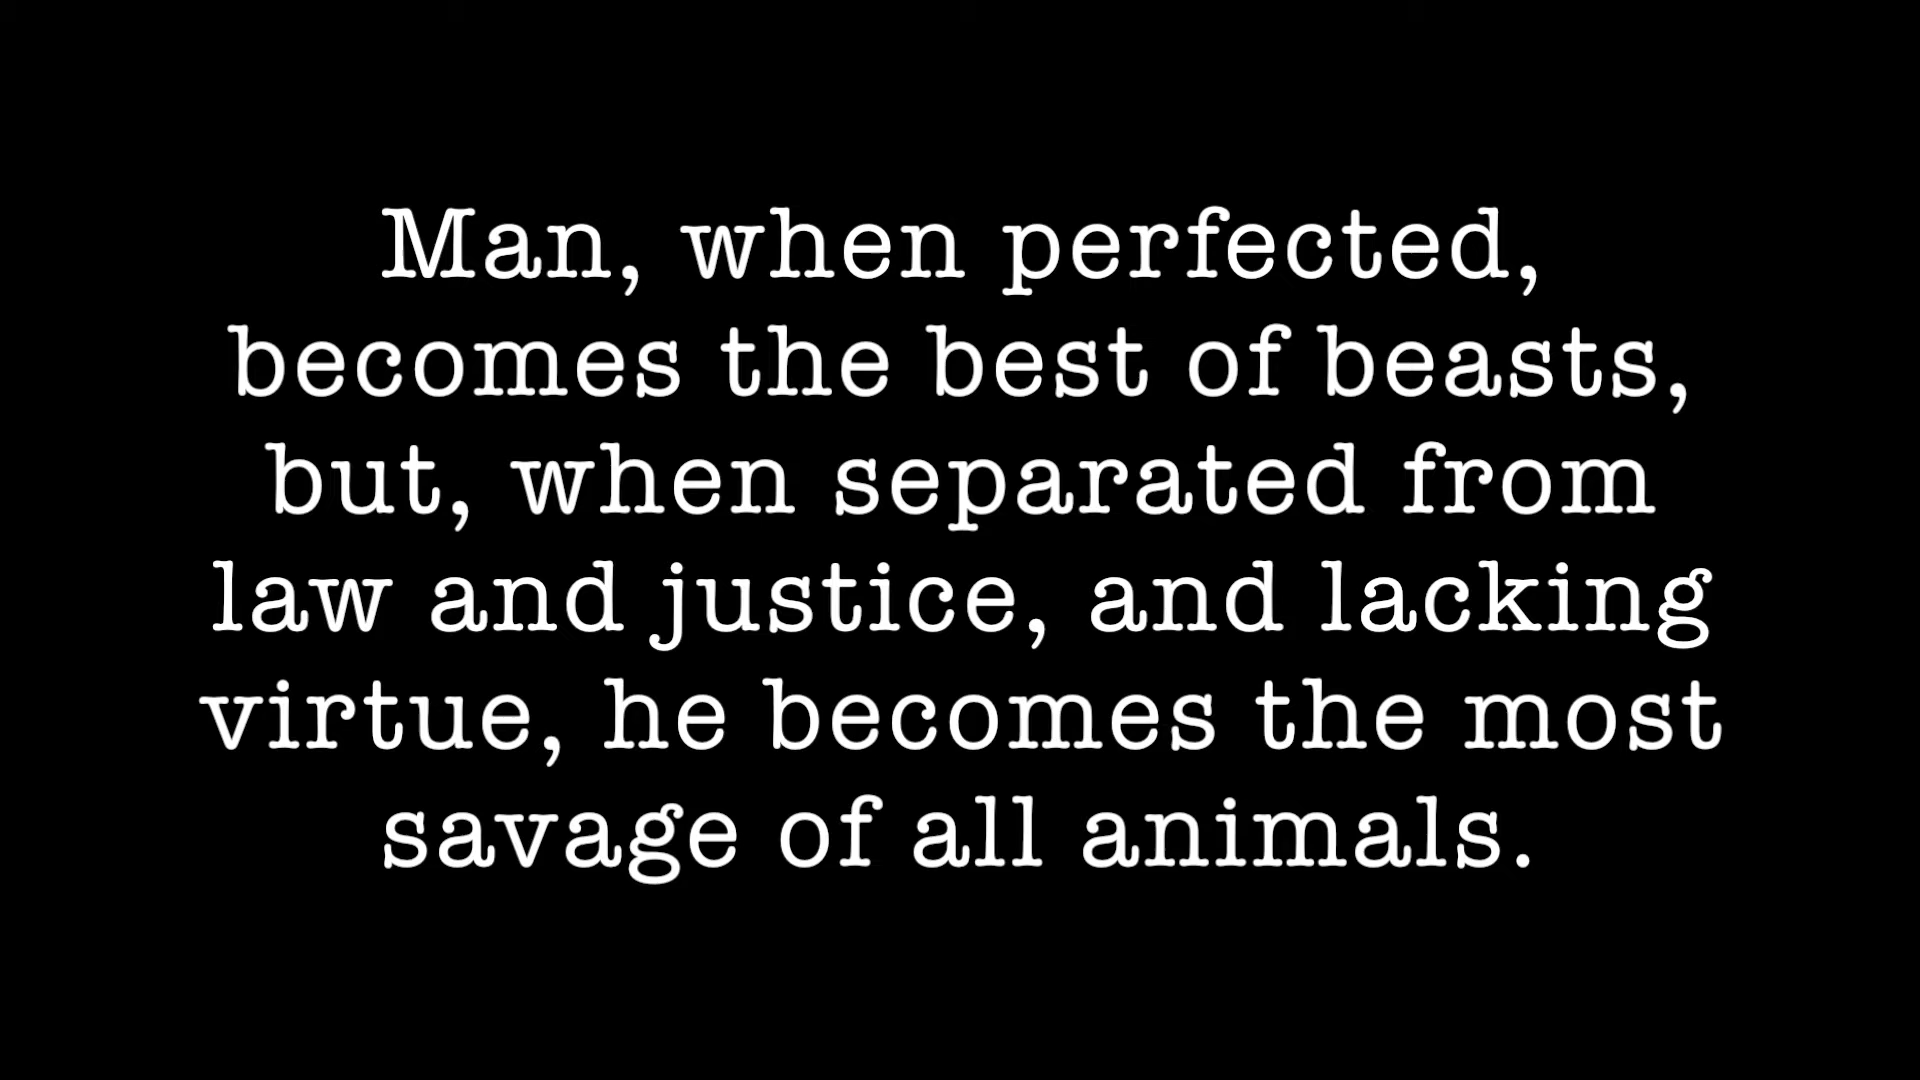 Man, when perfected,
becomes the best of beasts,
but, when separated from
law and justice, and lacking
virtue, he becomes the most
savage of all animals.